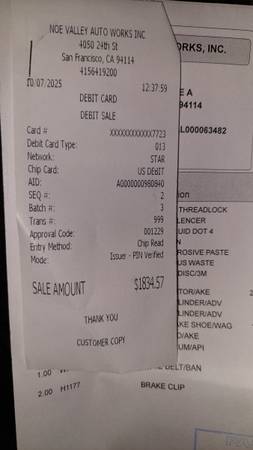 NOE VALLEY AUTO WORKS INC
4050 24th St
San Francisco, CA 94114
4156419200
10/07/2025 12:37:59
DEBIT CARD
DEBIT SALE
Card # XXXXXXXXXXXX7723
Debit Card Type: 013
Network: STAR
Chip Card: US DEBIT
AID: A0000000980840
SEQ #: 2
Batch #: 3
Trans #: 999
Approval Code: 001229
Entry Method: Chip Read
Mode: Issuer - PIN Verified
SALE AMOUNT $1834.57
THANK YOU
CUSTOMER COPY
ORKS, INC.
E A
94114
L000063482
tion
THREADLOCK
LENCER
UID DOT 4
N
ROSIVE PASTE
US WASTE
DISC/3M
TOR/AKE
LINDER/ADV
LINDER/ADV
KE SHOE/WAG
O/AKE
UM/API
EL BELT/BAN
1.00
2.00 H1177 BRAKE CLIP